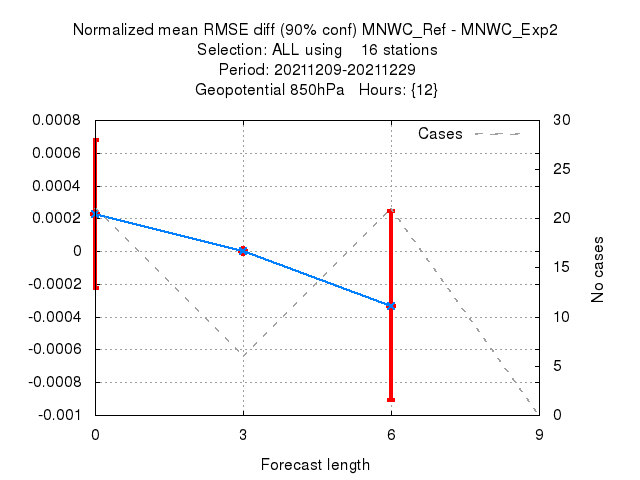 Normalized mean RMSE diff (90% conf) MNWC_Ref - MNWC_Exp2
Selection: ALL using    16 stations
Period: 20211209-20211229
Geopotential 850hPa   Hours: {12}
Cases
0.0008
0.0006
0.0004
0.0002
0
-0.0002
-0.0004
-0.0006
-0.0008
-0.001
30
25
20
15
10
5
0
No cases
0 3 6 9
Forecast length